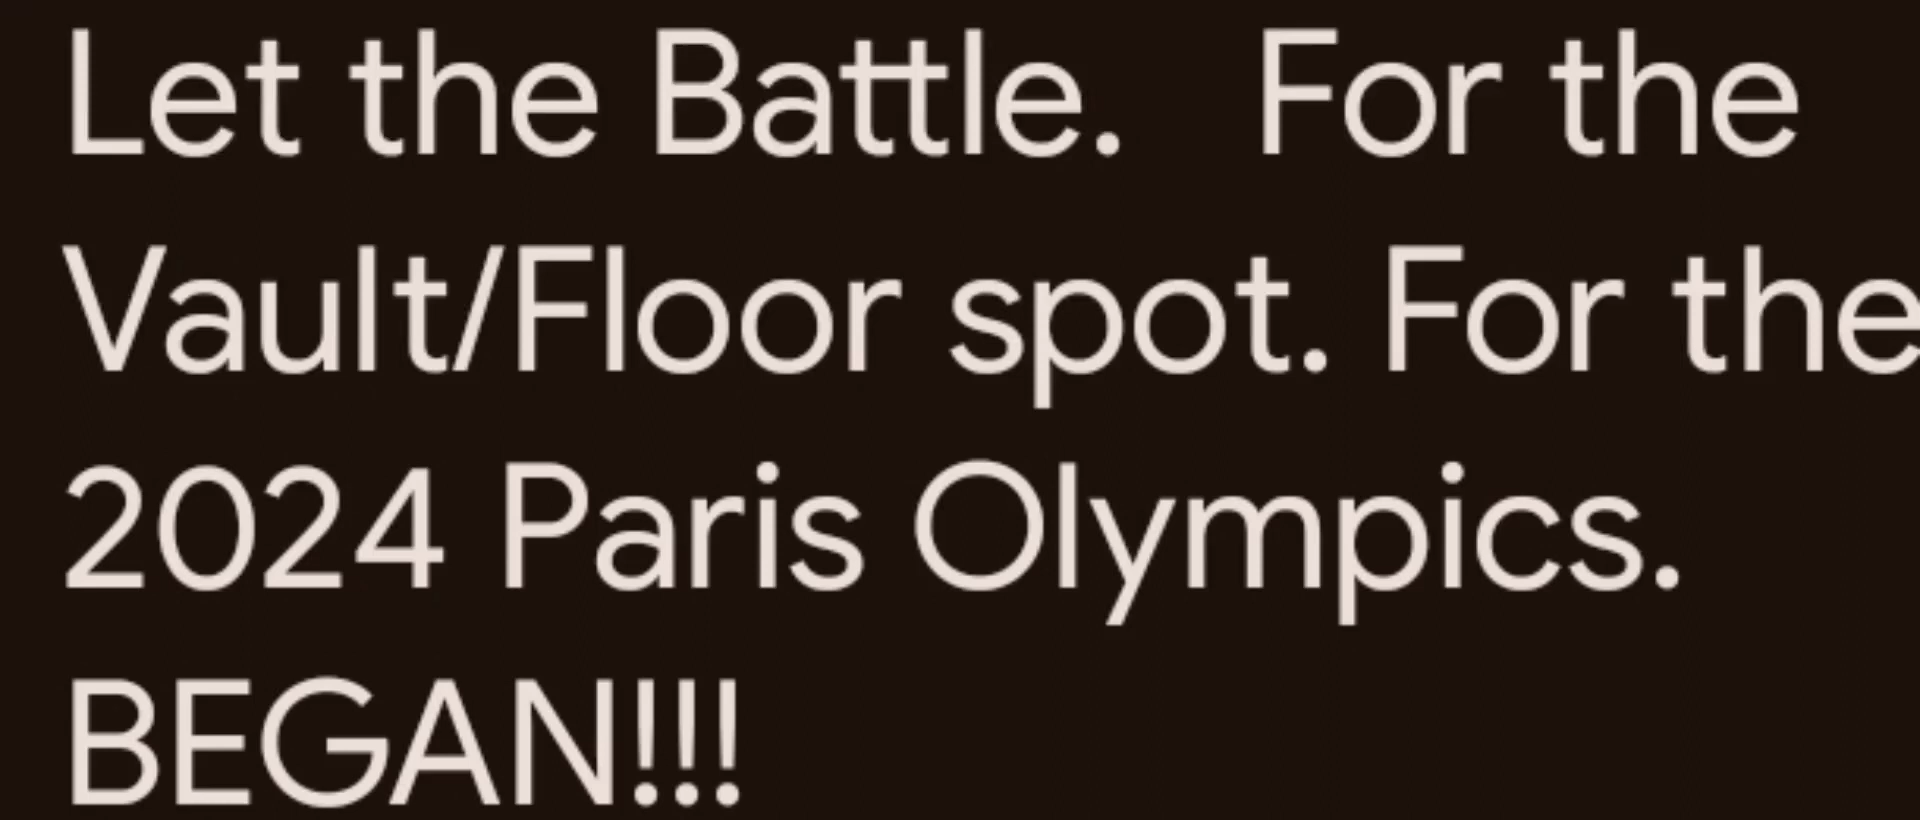 Let the Battle.   For the
Vault/Floor spot. For the
2024 Paris Olympics.
BEGAN!!!